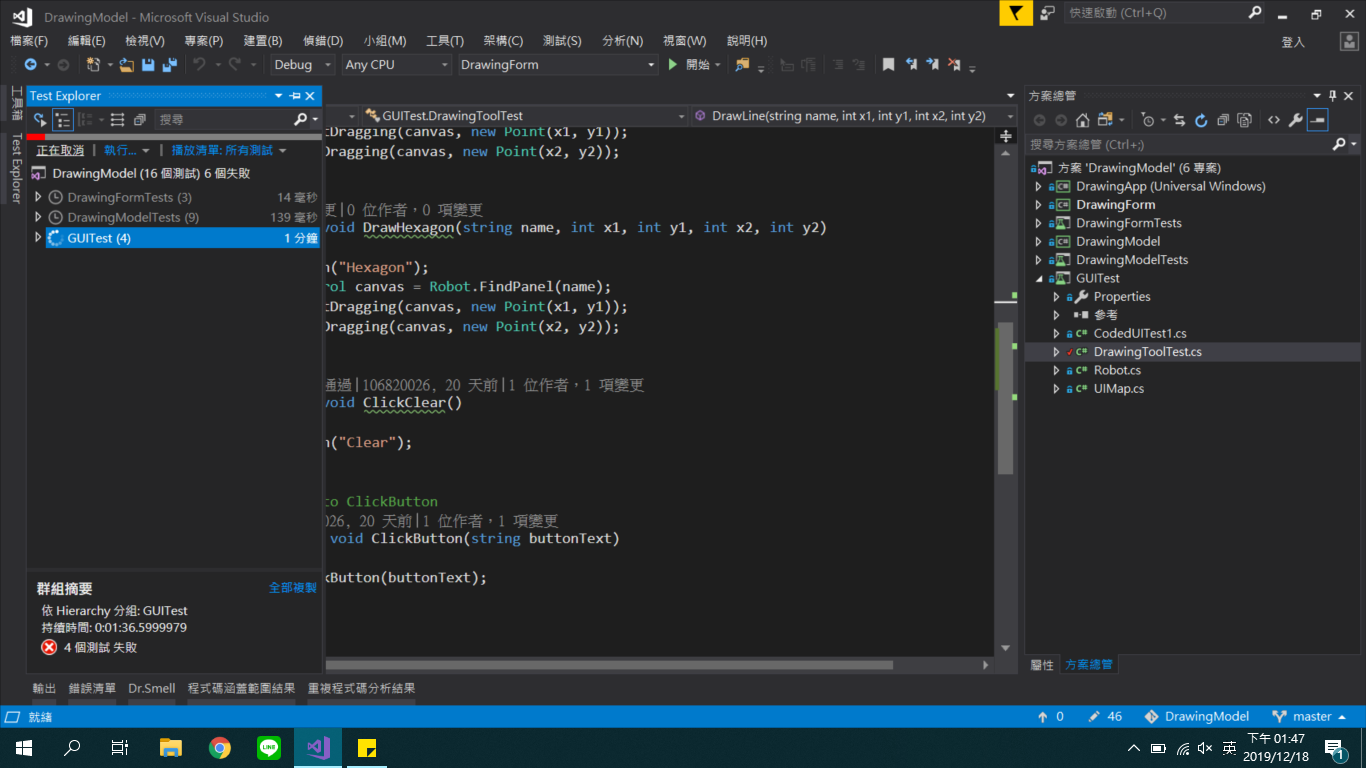 DrawingModel - Microsoft Visual Studio
快速啟動 (Ctrl+Q)
檔案(F) 編輯(E) 檢視(V) 專案(P) 建置(B) 偵錯(D) 小組(M) 工具(T) 架構(C) 測試(S) 分析(N) 視窗(W) 說明(H)
登入
Debug Any CPU DrawingForm 開始
工具箱
Test Explorer
Test Explorer
搜尋
正在取消 | 執行... | 播放清單: 所有測試
DrawingModel (16 個測試) 6 個失敗
DrawingFormTests (3) 14 毫秒
DrawingModelTests (9) 139 毫秒
GUITest (4) 1 分鐘
群組摘要 全部複製
依 Hierarchy 分組: GUITest
持續時間: 0:01:36.5999979
4 個測試 失敗
GUITest.DrawingToolTest DrawLine(string name, int x1, int y1, int x2, int y2)
tDragging(canvas, new Point(x1, y1));
Dragging(canvas, new Point(x2, y2));
更|0 位作者，0 項變更
void DrawHexagon(string name, int x1, int y1, int x2, int y2)
n("Hexagon");
rol canvas = Robot.FindPanel(name);
tDragging(canvas, new Point(x1, y1));
Dragging(canvas, new Point(x2, y2));
通過|106820026, 20 天前|1 位作者，1 項變更
void ClickClear()
n("Clear");
to ClickButton
026, 20 天前|1 位作者，1 項變更
void ClickButton(string buttonText)
kButton(buttonText);
方案總管
搜尋方案總管 (Ctrl+;)
方案 'DrawingModel' (6 專案)
DrawingApp (Universal Windows)
DrawingForm
DrawingFormTests
DrawingModel
DrawingModelTests
GUITest
Properties
參考
CodedUITest1.cs
DrawingToolTest.cs
Robot.cs
UIMap.cs
屬性 方案總管
輸出 錯誤清單 Dr.Smell 程式碼涵蓋範圍結果 重複程式碼分析結果
就緒 0 46 DrawingModel master
LINE
英
下午 01:47
2019/12/18
1